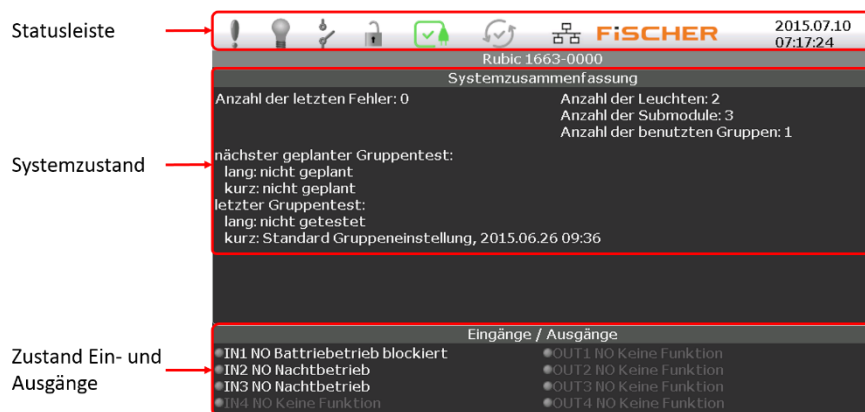 Statusleiste
FiSCHER
2015.07.10
07:17:24
Rubic 1663-0000
Systemzusammenfassung
Anzahl der letzten Fehler: 0
Anzahl der Leuchten: 2
Anzahl der Submodule: 3
Anzahl der benutzten Gruppen: 1
Systemzustand
nächster geplanter Gruppentest:
lang: nicht geplant
kurz: nicht geplant
letzter Gruppentest:
lang: nicht getestet
kurz: Standard Gruppeneinstellung, 2015.06.26 09:36
Eingänge / Ausgänge
Zustand Ein- und
Ausgänge
IN1 NO Battriebetrieb blockiert
IN2 NO Nachtbetrieb
IN3 NO Nachtbetrieb
IN4 NO Keine Funktion
OUT1 NO Keine Funktion
OUT2 NO Keine Funktion
OUT3 NO Keine Funktion
OUT4 NO Keine Funktion